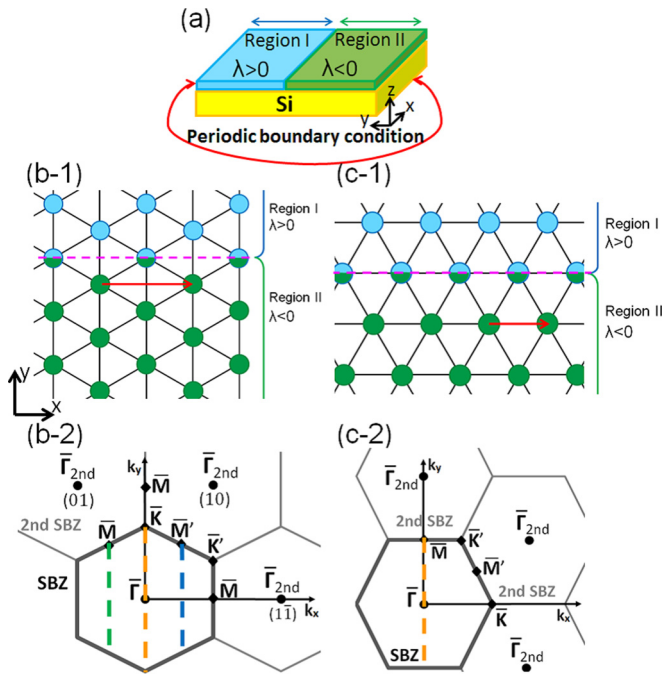 (a)
Region I
Region II
λ>0
λ<0
Si
z
x
y
Periodic boundary condition
(b-1)
Region I
λ>0
Region II
λ<0
y
x
(c-1)
Region I
λ>0
Region II
λ<0
(b-2)
Γ̅2nd
(01)
ky
M̅
Γ̅2nd
(10)
2nd SBZ
M̅
K̅
M̅′
K̅′
SBZ
Γ̅
M̅
Γ̅2nd
(11̅)
kx
(c-2)
Γ̅2nd
ky
2nd SBZ
K̅′
Γ̅2nd
M̅
M̅′
2nd SBZ
Γ̅
K̅
kx
SBZ
Γ̅2nd